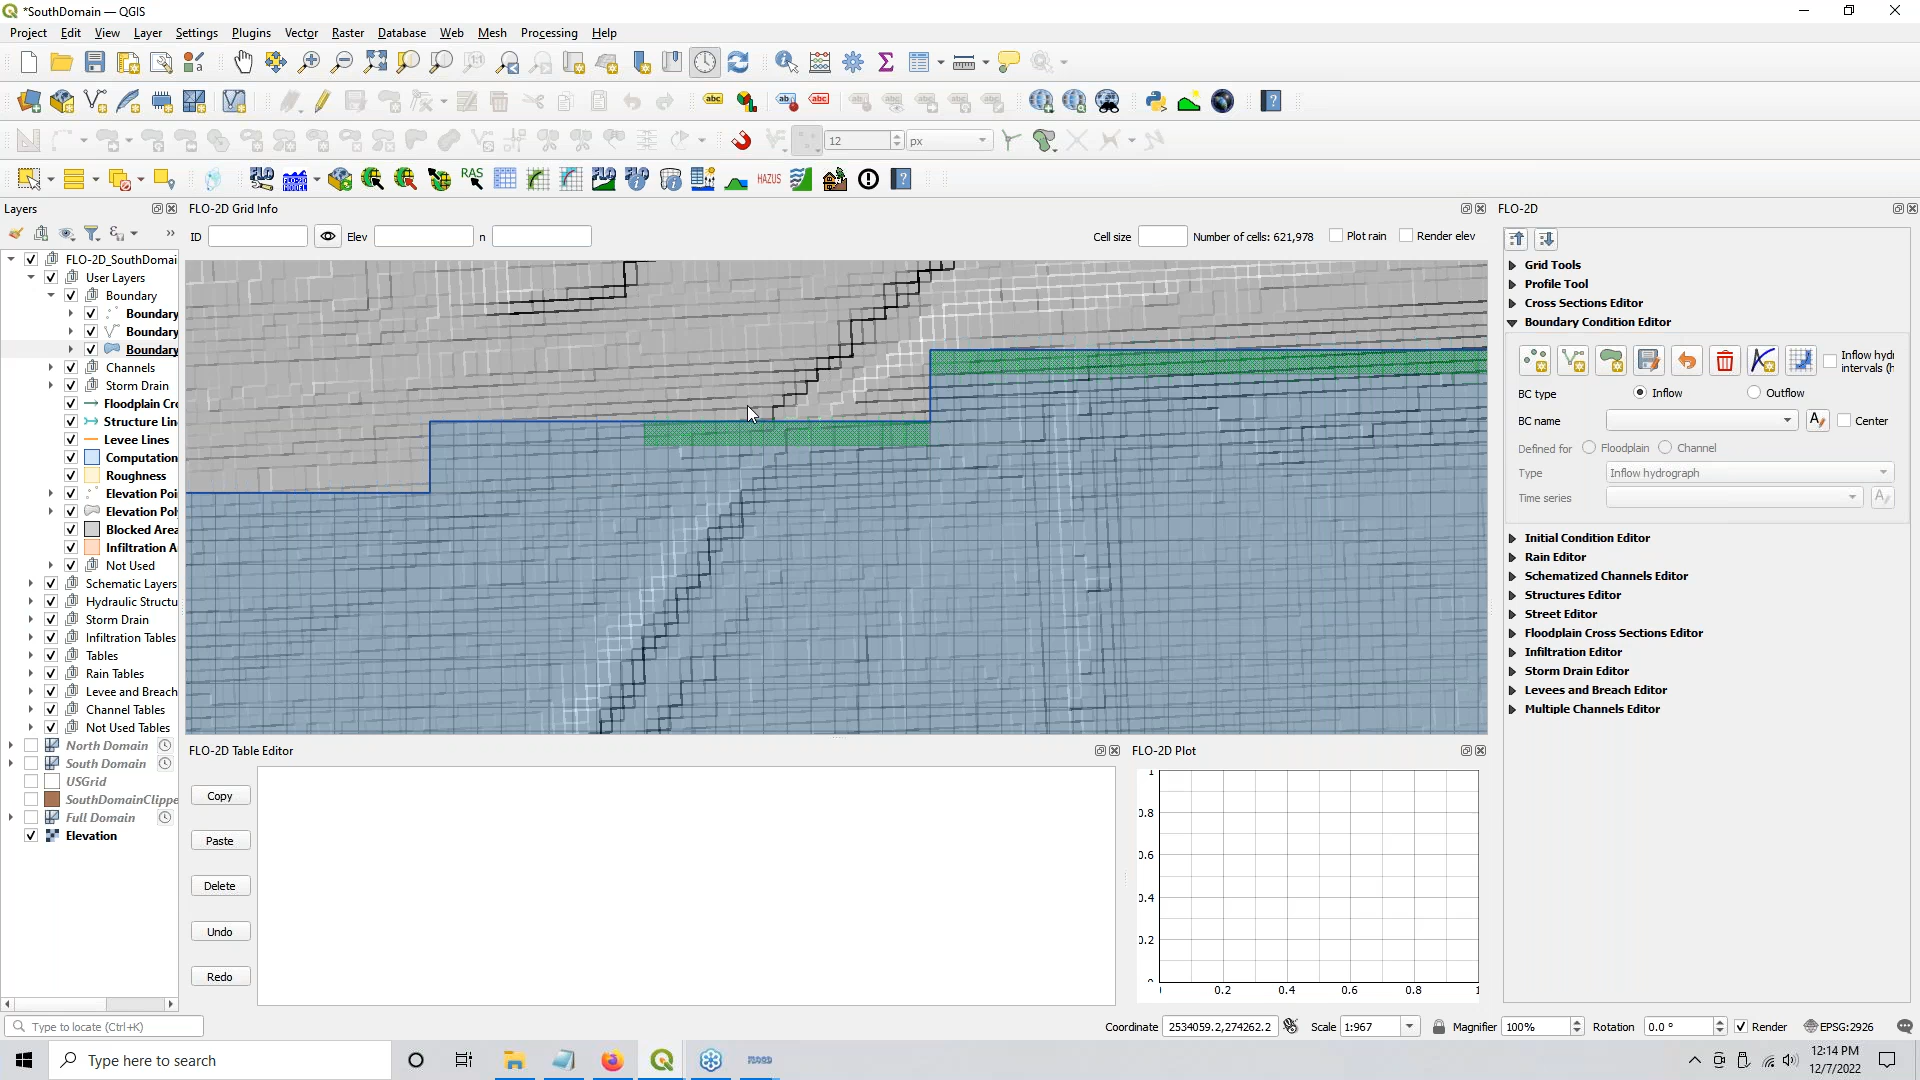 *SouthDomain — QGIS
Project Edit View Layer Settings Plugins Vector Raster Database Web Mesh Processing Help
abc abc abc
12 px
FLO RAS FLO HAZUS
Layers
FLO-2D Grid Info
FLO-2D
ID Elev n Cell size Number of cells: 621,978 Plot rain Render elev
FLO-2D_SouthDomai
User Layers
Boundary
Boundary
Boundary
Boundary
Channels
Storm Drain
Floodplain Cro
Structure Lin
Levee Lines
Computation
Roughness
Elevation Poi
Elevation Pol
Blocked Area
Infiltration A
Not Used
Schematic Layers
Hydraulic Structu
Storm Drain
Infiltration Tables
Tables
Rain Tables
Levee and Breach
Channel Tables
Not Used Tables
North Domain
South Domain
USGrid
SouthDomainClippe
Full Domain
Elevation
Grid Tools
Profile Tool
Cross Sections Editor
Boundary Condition Editor
Inflow hydr
intervals (h
BC type Inflow Outflow
BC name Center
Defined for Floodplain Channel
Type Inflow hydrograph
Time series
Initial Condition Editor
Rain Editor
Schematized Channels Editor
Structures Editor
Street Editor
Floodplain Cross Sections Editor
Infiltration Editor
Storm Drain Editor
Levees and Breach Editor
Multiple Channels Editor
FLO-2D Table Editor
Copy
Paste
Delete
Undo
Redo
FLO-2D Plot
1
0.8
0.6
0.4
0.2
0.2 0.4 0.6 0.8 1
Type to locate (Ctrl+K)
Coordinate 2534059.2,274262.2 Scale 1:967 Magnifier 100% Rotation 0.0 ° Render EPSG:2926
Type here to search
FLO2D
12:14 PM
12/7/2022